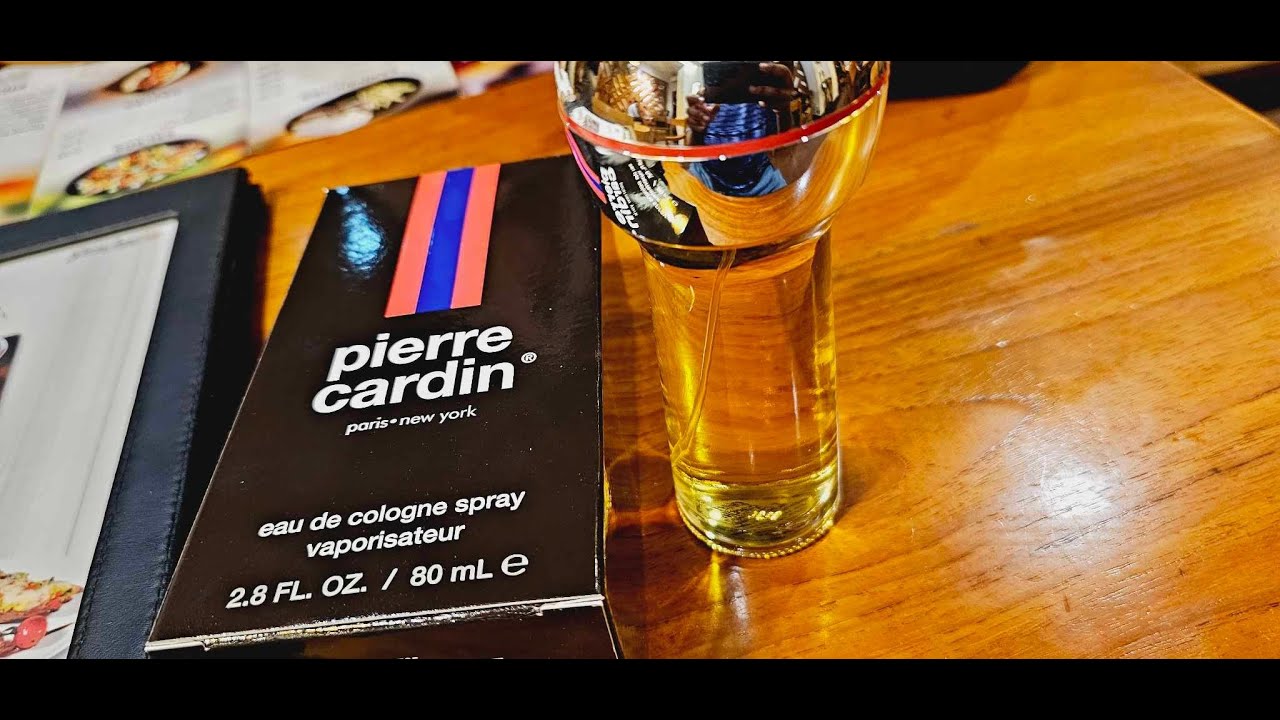 pierre
cardin®
paris•new york
eau de cologne spray
vaporisateur
2.8 FL. OZ. / 80 mL ℮